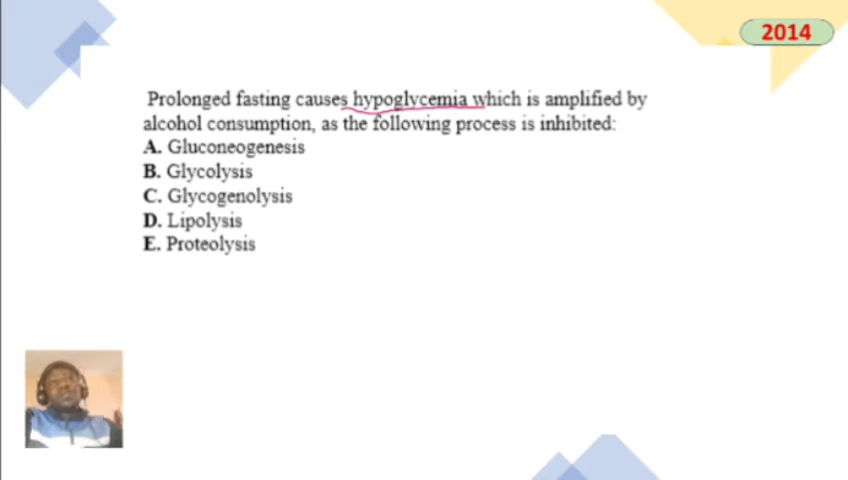 2014
Prolonged fasting causes hypoglycemia which is amplified by
alcohol consumption, as the following process is inhibited:
A. Gluconeogenesis
B. Glycolysis
C. Glycogenolysis
D. Lipolysis
E. Proteolysis